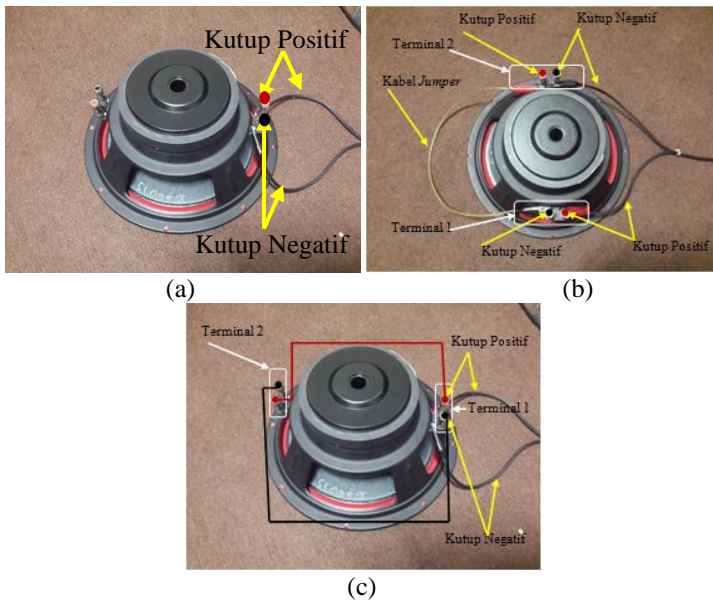 Kutup Positif
Kutup Negatif
(a)
Kutup Positif
Kutup Negatif
Terminal 2
Kabel Jumper
Terminal 1
Kutup Negatif
Kutup Positif
(b)
Terminal 2
Kutup Positif
Terminal 1
Kutup Negatif
(c)